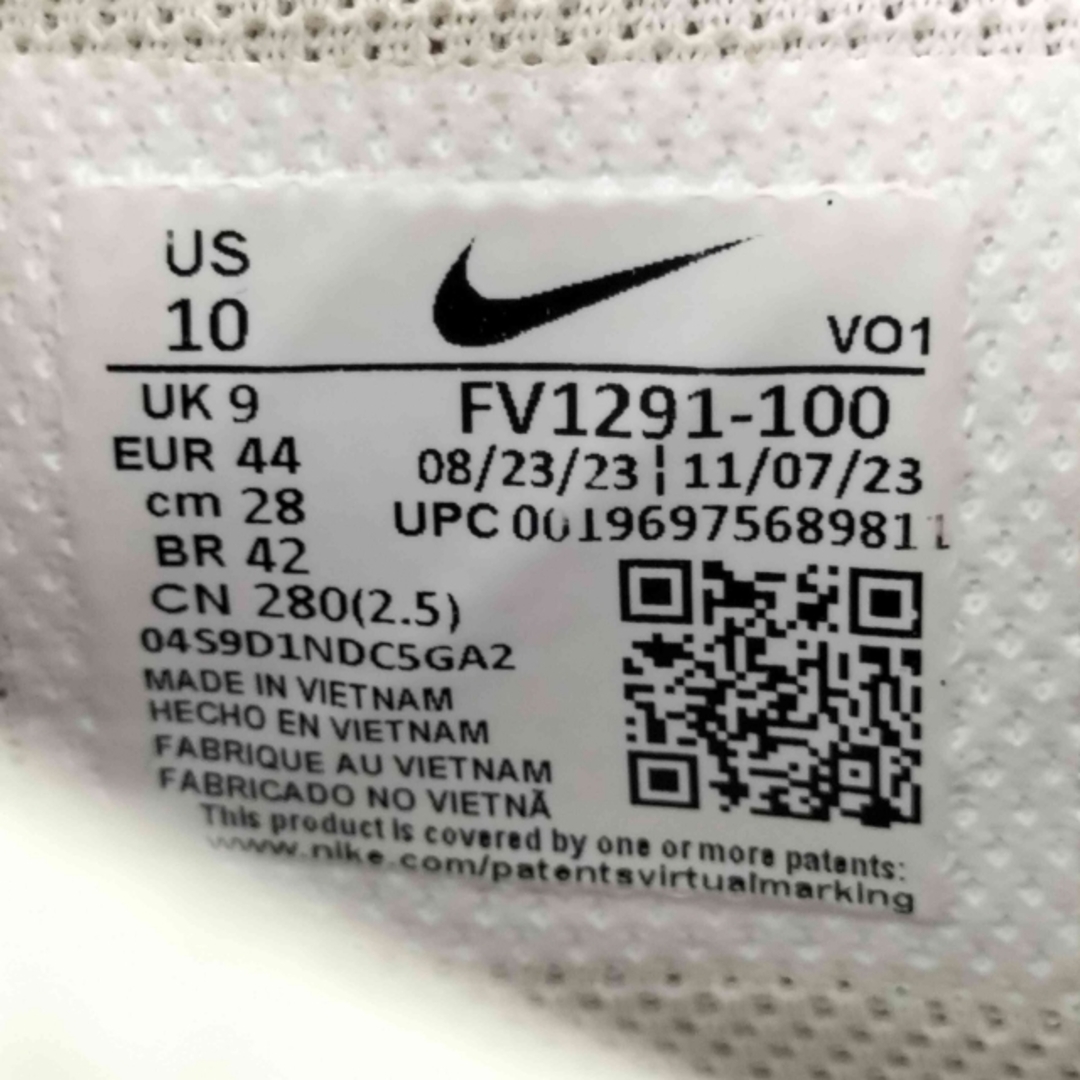 US
10
VO1
UK 9
FV1291-100
EUR 44
08/23/23 | 11/07/23
cm 28
UPC 00196975689811
BR 42
CN 280(2.5)
04S9D1NDC5GA2
MADE IN VIETNAM
HECHO EN VIETNAM
FABRIQUE AU VIETNAM
FABRICADO NO VIETNÃ
This product is covered by one or more patents:
www.nike.com/patentsvirtualmarking